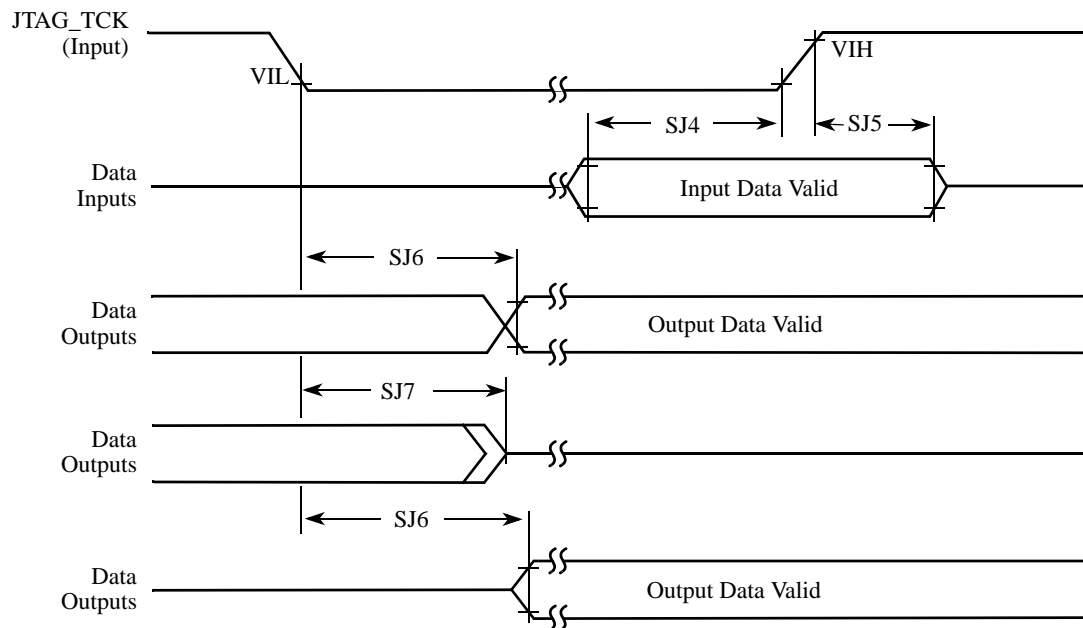 JTAG_TCK
(Input)
VIL
VIH
SJ4
SJ5
Data
Inputs
Input Data Valid
SJ6
Data
Outputs
Output Data Valid
SJ7
Data
Outputs
SJ6
Data
Outputs
Output Data Valid